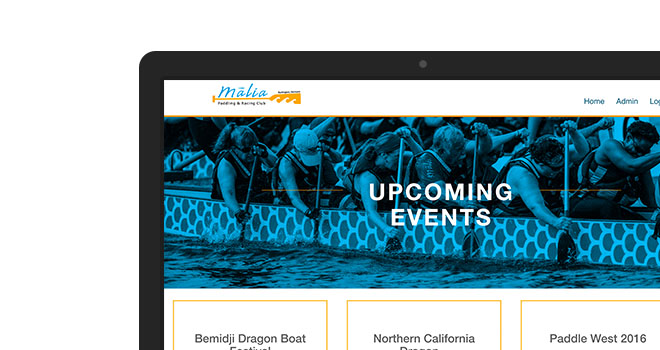 Mālia
Paddling & Racing Club
Home Admin Lo
UPCOMING
EVENTS
Bemidji Dragon Boat
Festival
Northern California
Dragon
Paddle West 2016